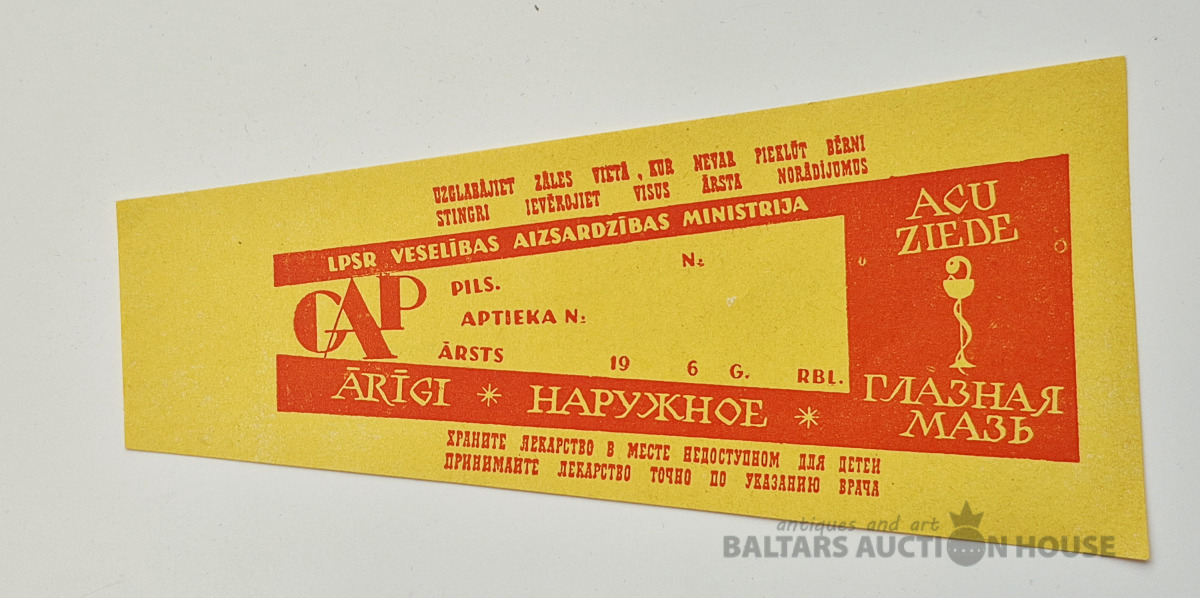 UZGLABĀJIET ZĀLES VIETĀ, KUR NEVAR PIEKĻŪT BĒRNI
STINGRI IEVĒROJIET VISUS ĀRSTA NORĀDĪJUMUS
LPSR VESELĪBAS AIZSARDZĪBAS MINISTRIJA
GAP
PILS.
N:
APTIEKA N:
ĀRSTS
19 6 G. RBĻ.
ĀRĪGI * НАРУЖНОЕ *
ACU
ZIEDE
ГЛАЗНАЯ
МАЗЬ
ХРАНИТЕ ЛЕКАРСТВО В МЕСТЕ НЕДОСТУПНОМ ДЛЯ ДЕТЕЙ
ПРИНИМАЙТЕ ЛЕКАРСТВО ТОЧНО ПО УКАЗАНИЮ ВРАЧА
antiques and art
BALTARS AUCTION HOUSE